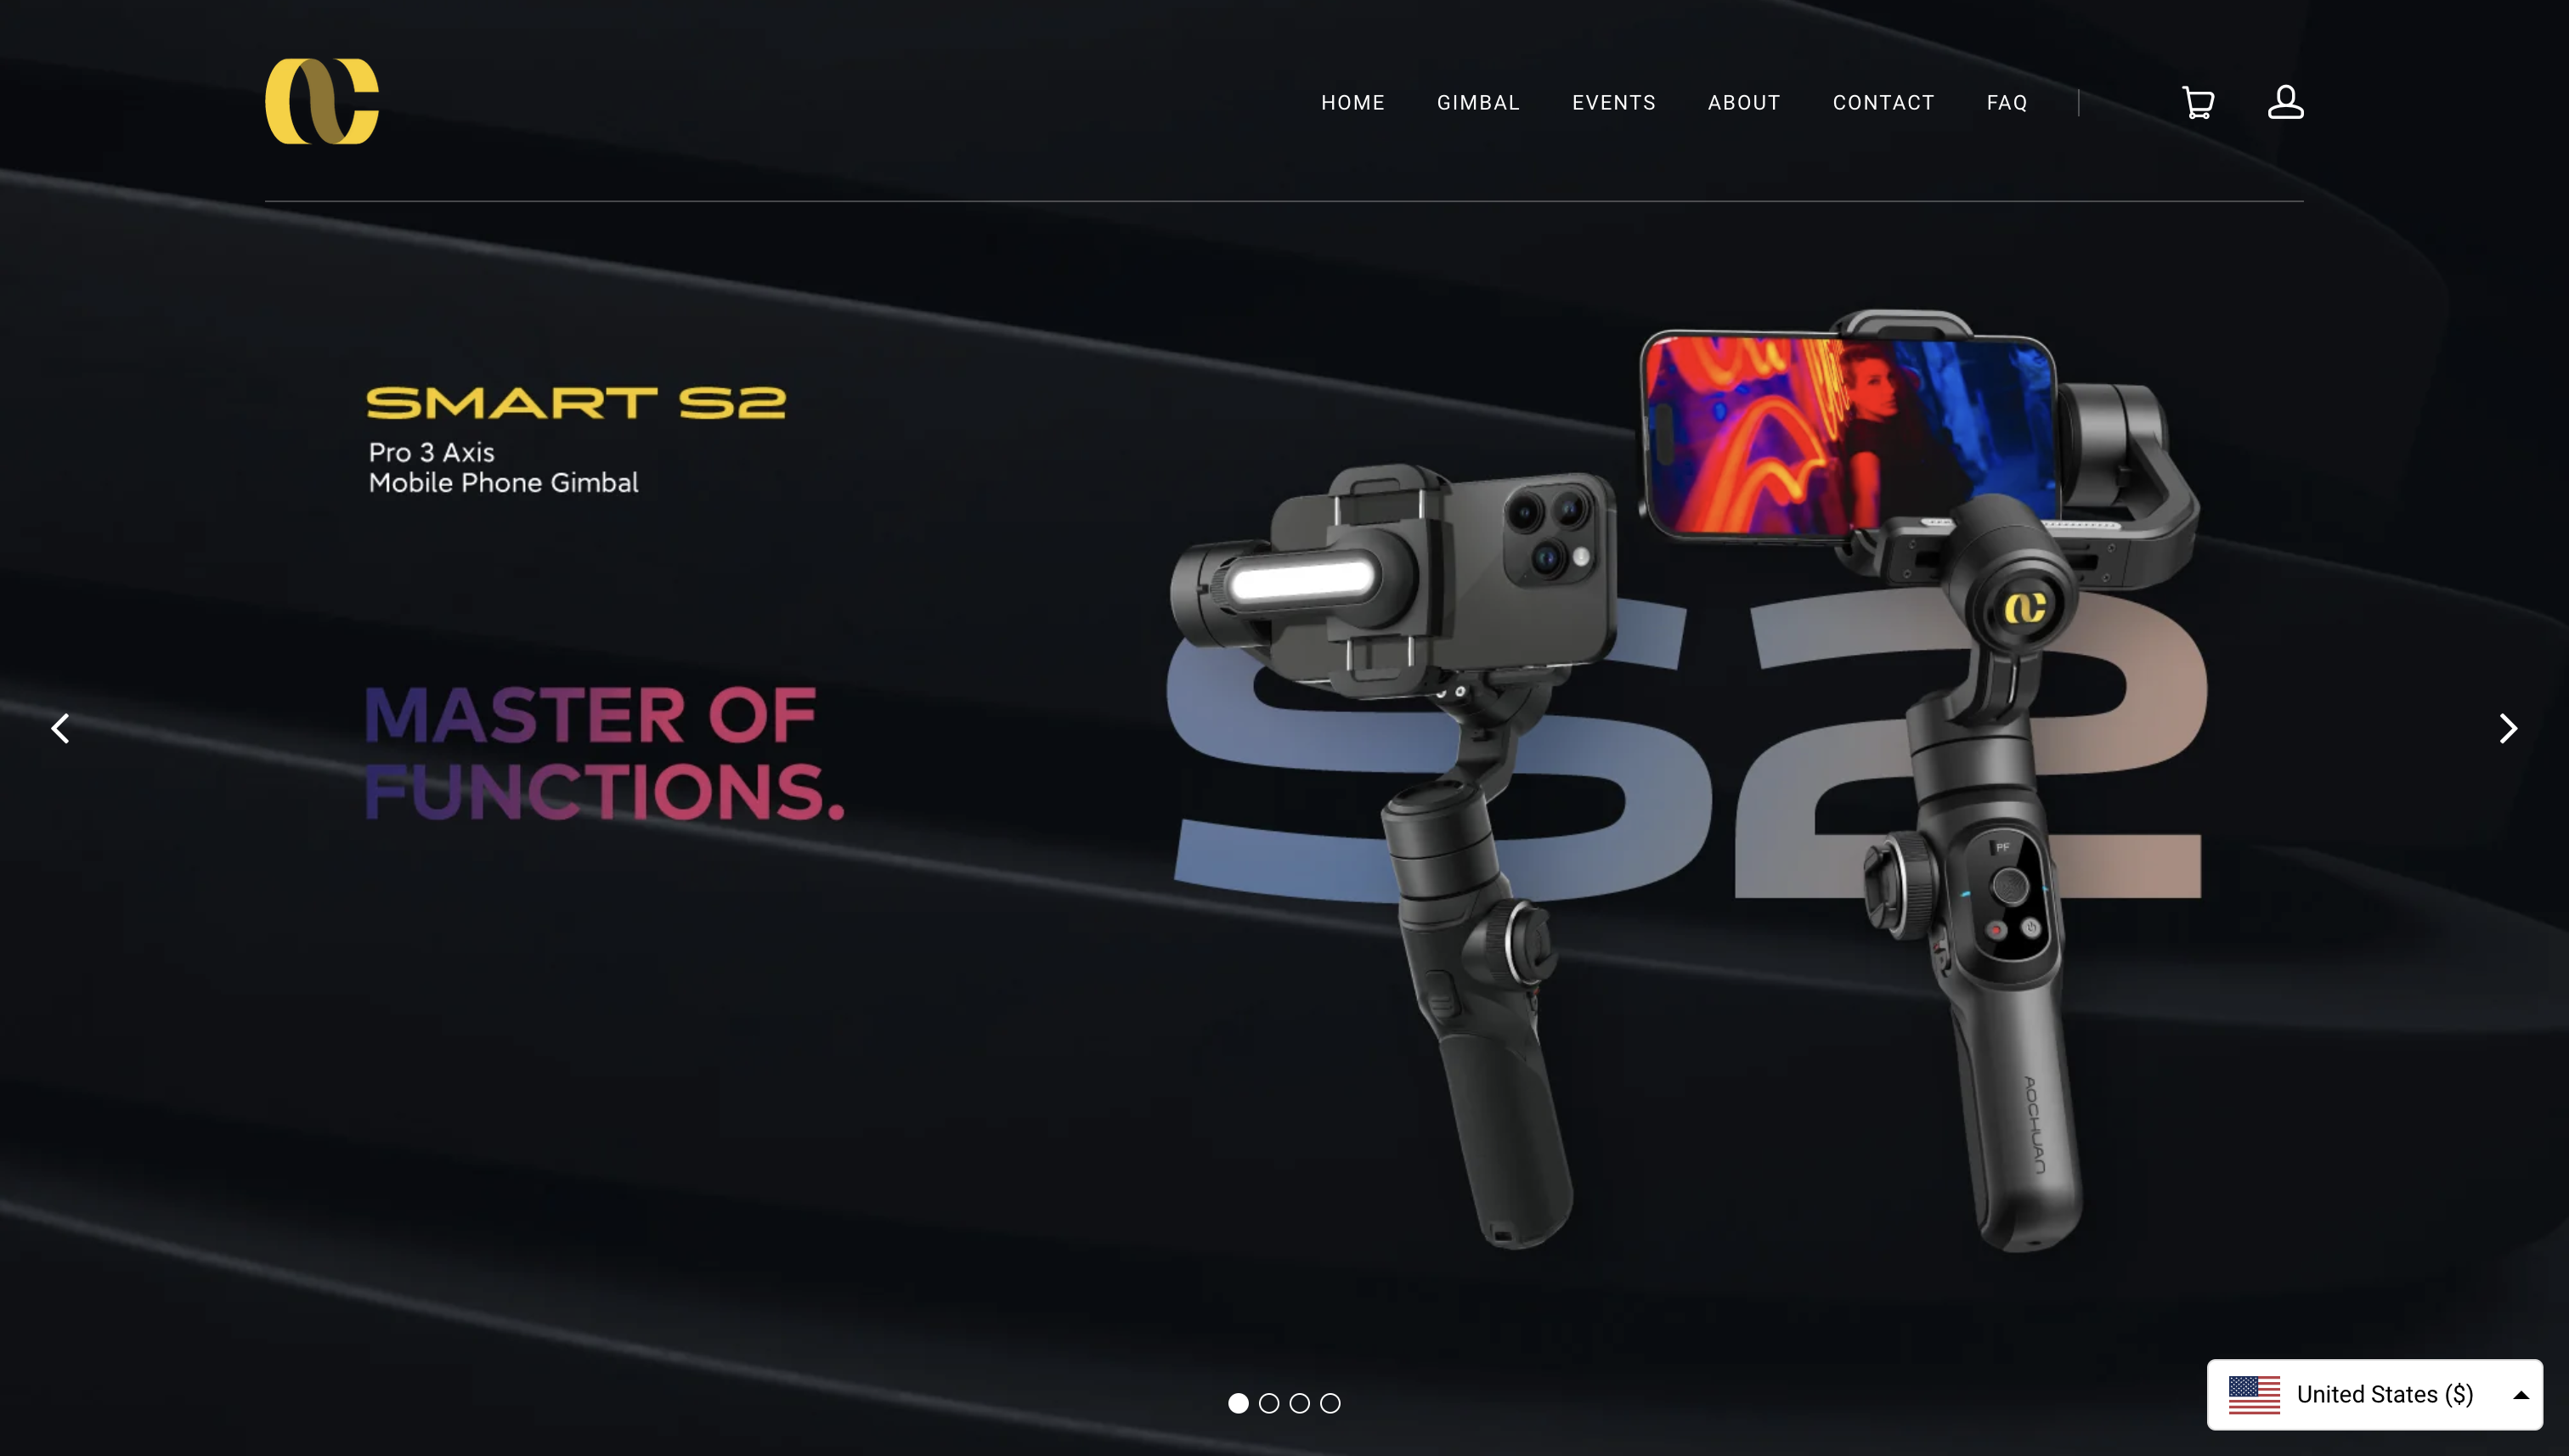 HOME
GIMBAL
EVENTS
ABOUT
CONTACT
FAQ
SMART S2
Pro 3 Axis
Mobile Phone Gimbal
MASTER OF
FUNCTIONS.
S2
PF
AOCHUAN
United States ($)